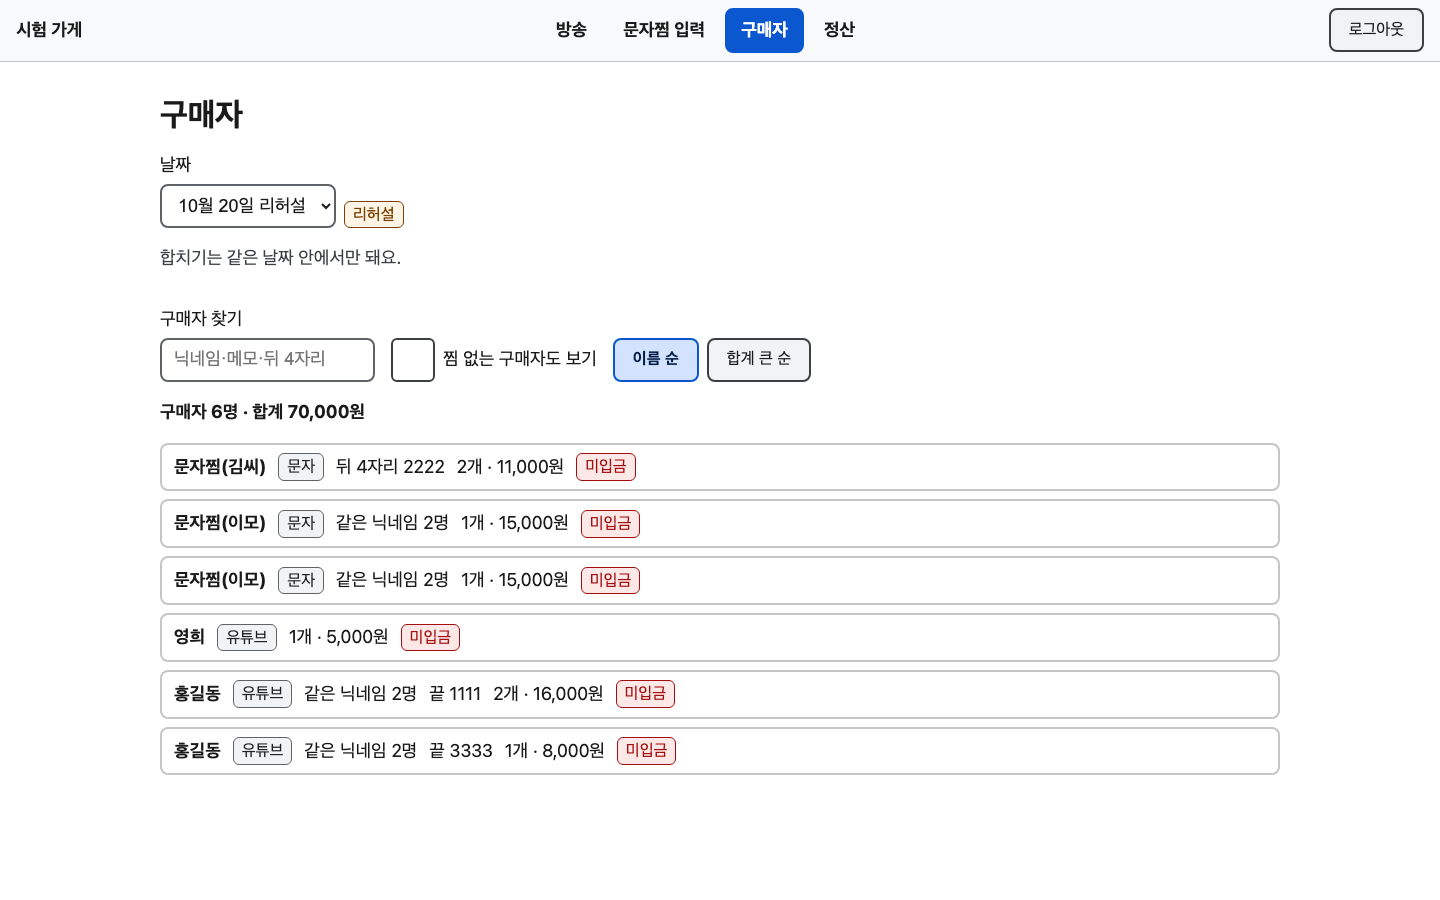 시험 가게 방송 문자찜 입력 구매자 정산 로그아웃
구매자
날짜
10월 20일 리허설 리허설
합치기는 같은 날짜 안에서만 돼요.
구매자 찾기
닉네임·메모·뒤 4자리 찜 없는 구매자도 보기 이름 순 합계 큰 순
구매자 6명 · 합계 70,000원
문자찜(김씨) 문자 뒤 4자리 2222 2개 · 11,000원 미입금
문자찜(이모) 문자 같은 닉네임 2명 1개 · 15,000원 미입금
문자찜(이모) 문자 같은 닉네임 2명 1개 · 15,000원 미입금
영희 유튜브 1개 · 5,000원 미입금
홍길동 유튜브 같은 닉네임 2명 끝 1111 2개 · 16,000원 미입금
홍길동 유튜브 같은 닉네임 2명 끝 3333 1개 · 8,000원 미입금